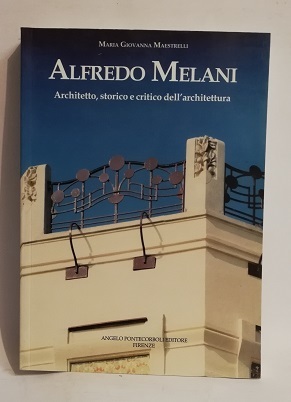 MARIA GIOVANNA MAESTRELLI
ALFREDO MELANI
Architetto, storico e critico dell'architettura
ANGELO PONTECORBOLI EDITORE
FIRENZE